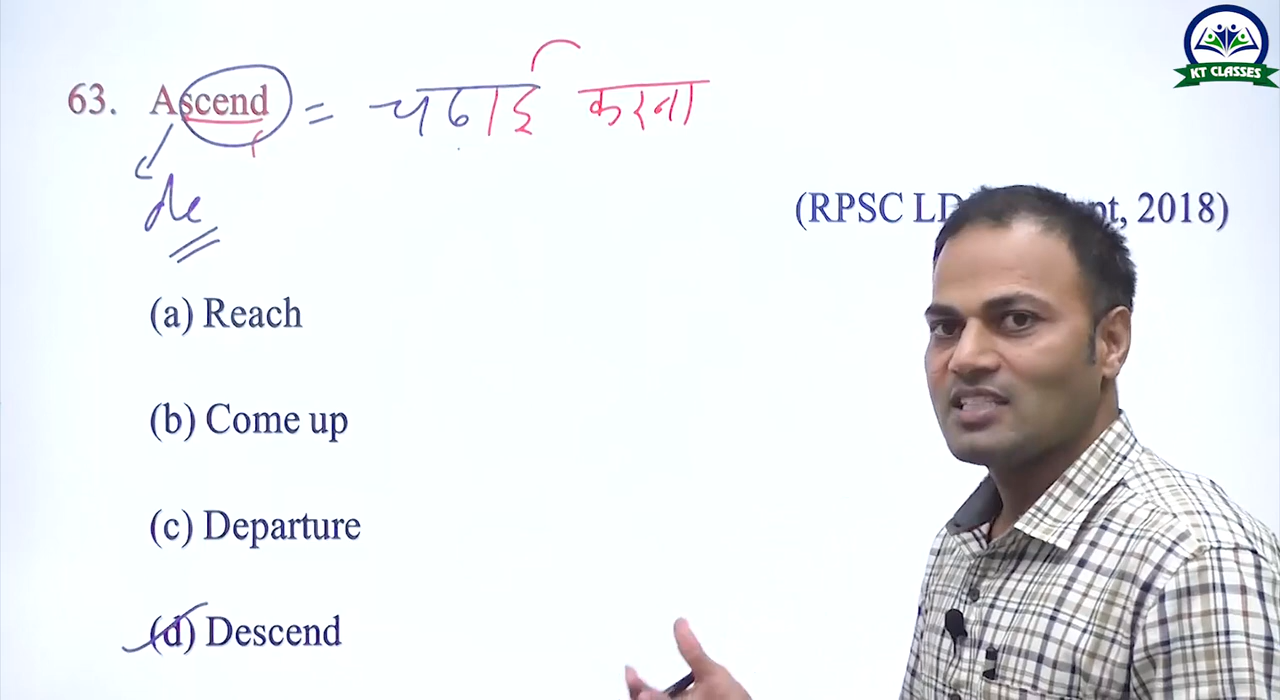 KT CLASSES
63. Ascend = चढाई करना
de
(RPSC LD pt, 2018)
(a) Reach
(b) Come up
(c) Departure
(d) Descend